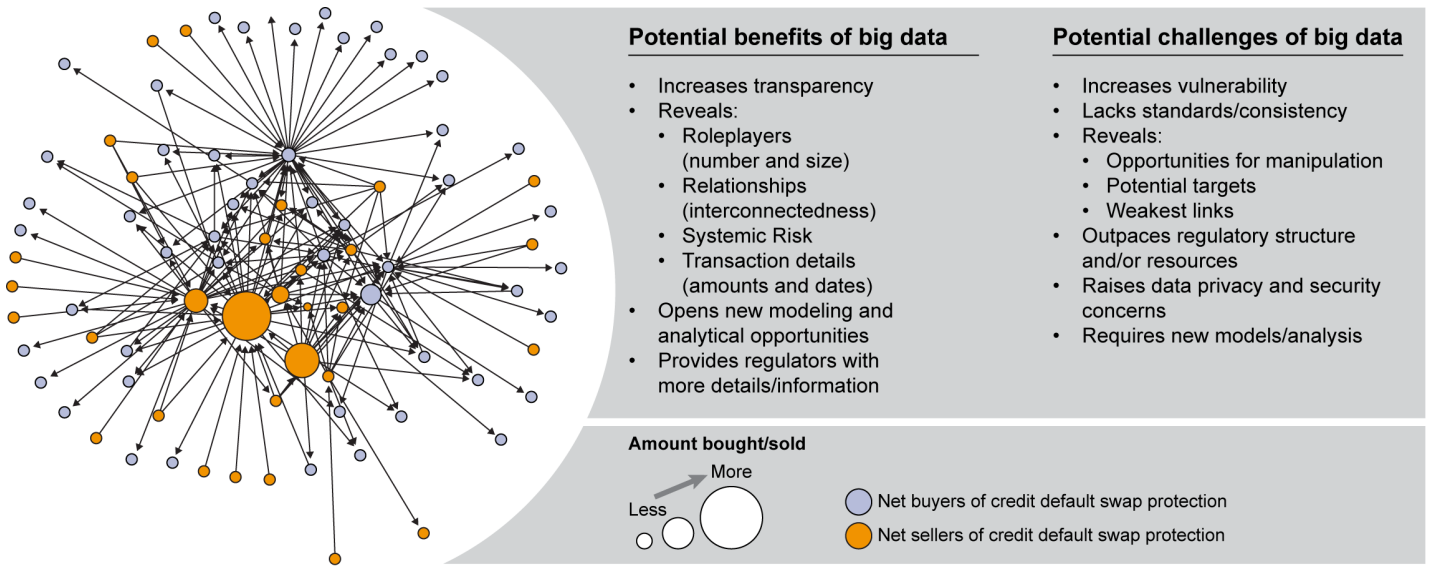 Potential benefits of big data
• Increases transparency
• Reveals:
• Roleplayers
(number and size)
• Relationships
(interconnectedness)
• Systemic Risk
• Transaction details
(amounts and dates)
• Opens new modeling and
analytical opportunities
• Provides regulators with
more details/information
Potential challenges of big data
• Increases vulnerability
• Lacks standards/consistency
• Reveals:
• Opportunities for manipulation
• Potential targets
• Weakest links
• Outpaces regulatory structure
and/or resources
• Raises data privacy and security
concerns
• Requires new models/analysis
Amount bought/sold
More
Less
Net buyers of credit default swap protection
Net sellers of credit default swap protection